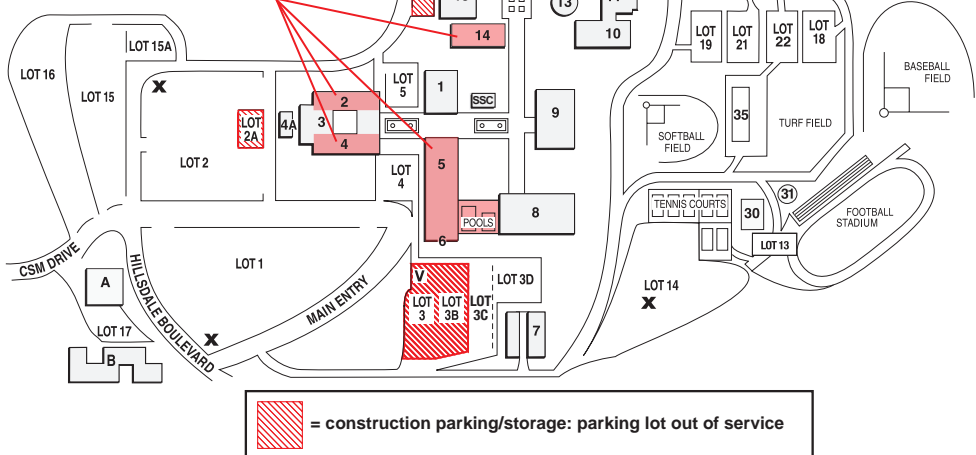 13
11
10
14
LOT 19
LOT 21
LOT 22
LOT 18
LOT 16
LOT 15A
LOT 15
X
LOT
5
1
SSC
BASEBALL
FIELD
2
3
4
4A
LOT
2A
9
35
TURF FIELD
SOFTBALL
FIELD
LOT 2
5
LOT
4
31
TENNIS COURTS
30
FOOTBALL
STADIUM
POOLS
8
6
LOT 13
CSM DRIVE
LOT 1
A
HILLSDALE BOULEVARD
MAIN ENTRY
V
LOT
3
LOT
3B
LOT
3C
LOT 3D
LOT 14
X
LOT 17
X
7
B
= construction parking/storage: parking lot out of service